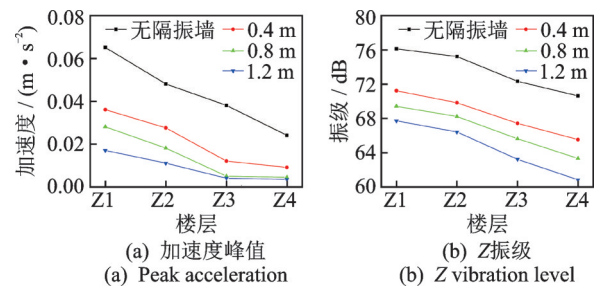 加速度 / (m • s⁻²)
0.08
0.06
0.04
0.02
0.00
无隔振墙
0.4 m
0.8 m
1.2 m
Z1 Z2 Z3 Z4
楼层
(a) 加速度峰值
(a) Peak acceleration
振级 / dB
80
76
72
68
64
60
无隔振墙
0.4 m
0.8 m
1.2 m
Z1 Z2 Z3 Z4
楼层
(b) Z振级
(b) Z vibration level